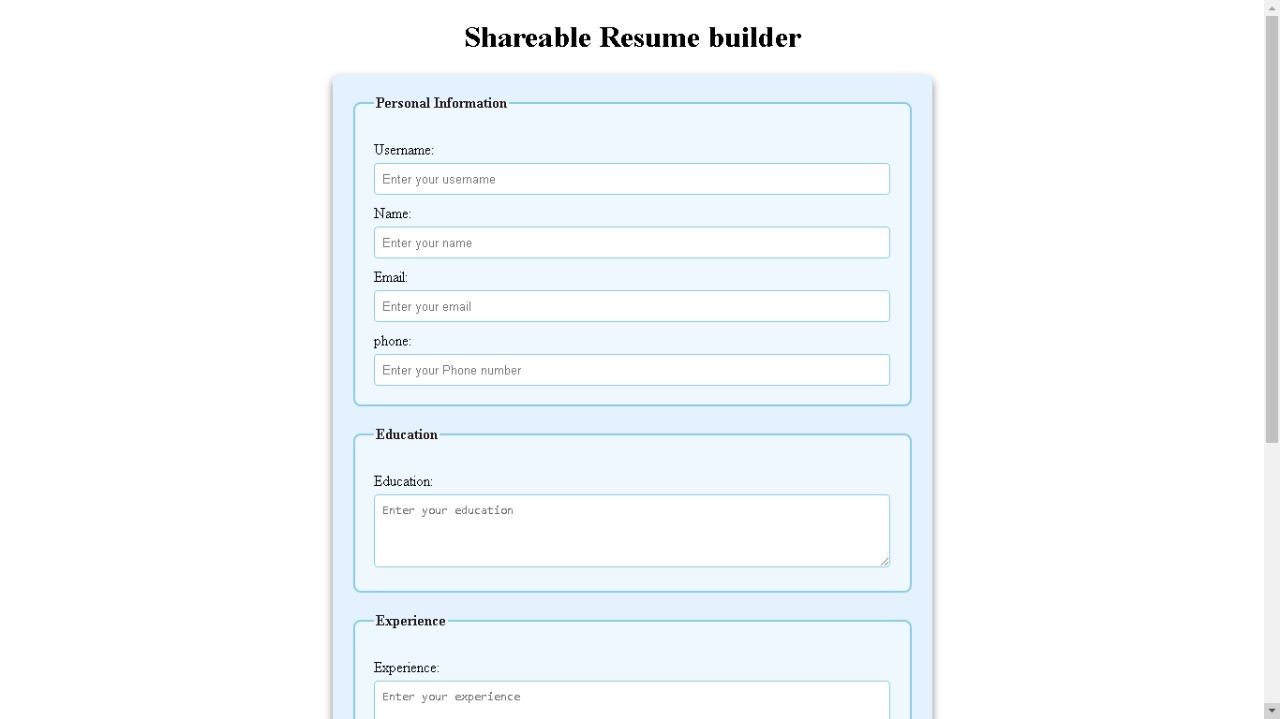 Shareable Resume builder
Personal Information
Username:
Enter your username
Name:
Enter your name
Email:
Enter your email
phone:
Enter your Phone number
Education
Education:
Enter your education
Experience
Experience:
Enter your experience